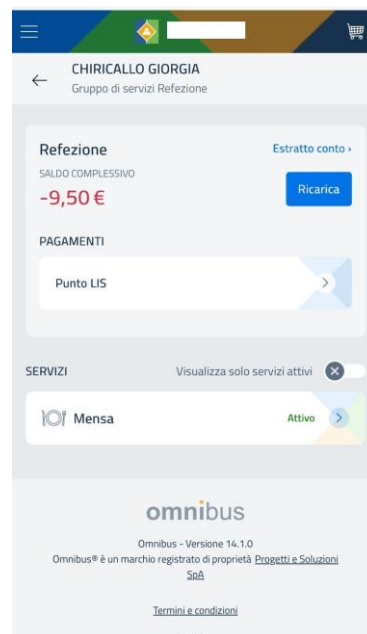 CHIRICALLO GIORGIA
Gruppo di servizi Refezione
Refezione
Estratto conto ›
SALDO COMPLESSIVO
-9,50 €
Ricarica
PAGAMENTI
Punto LIS
SERVIZI
Visualizza solo servizi attivi
Mensa
Attivo
omnibus
Omnibus - Versione 14.1.0
Omnibus® è un marchio registrato di proprietà Progetti e Soluzioni
SpA
Termini e condizioni